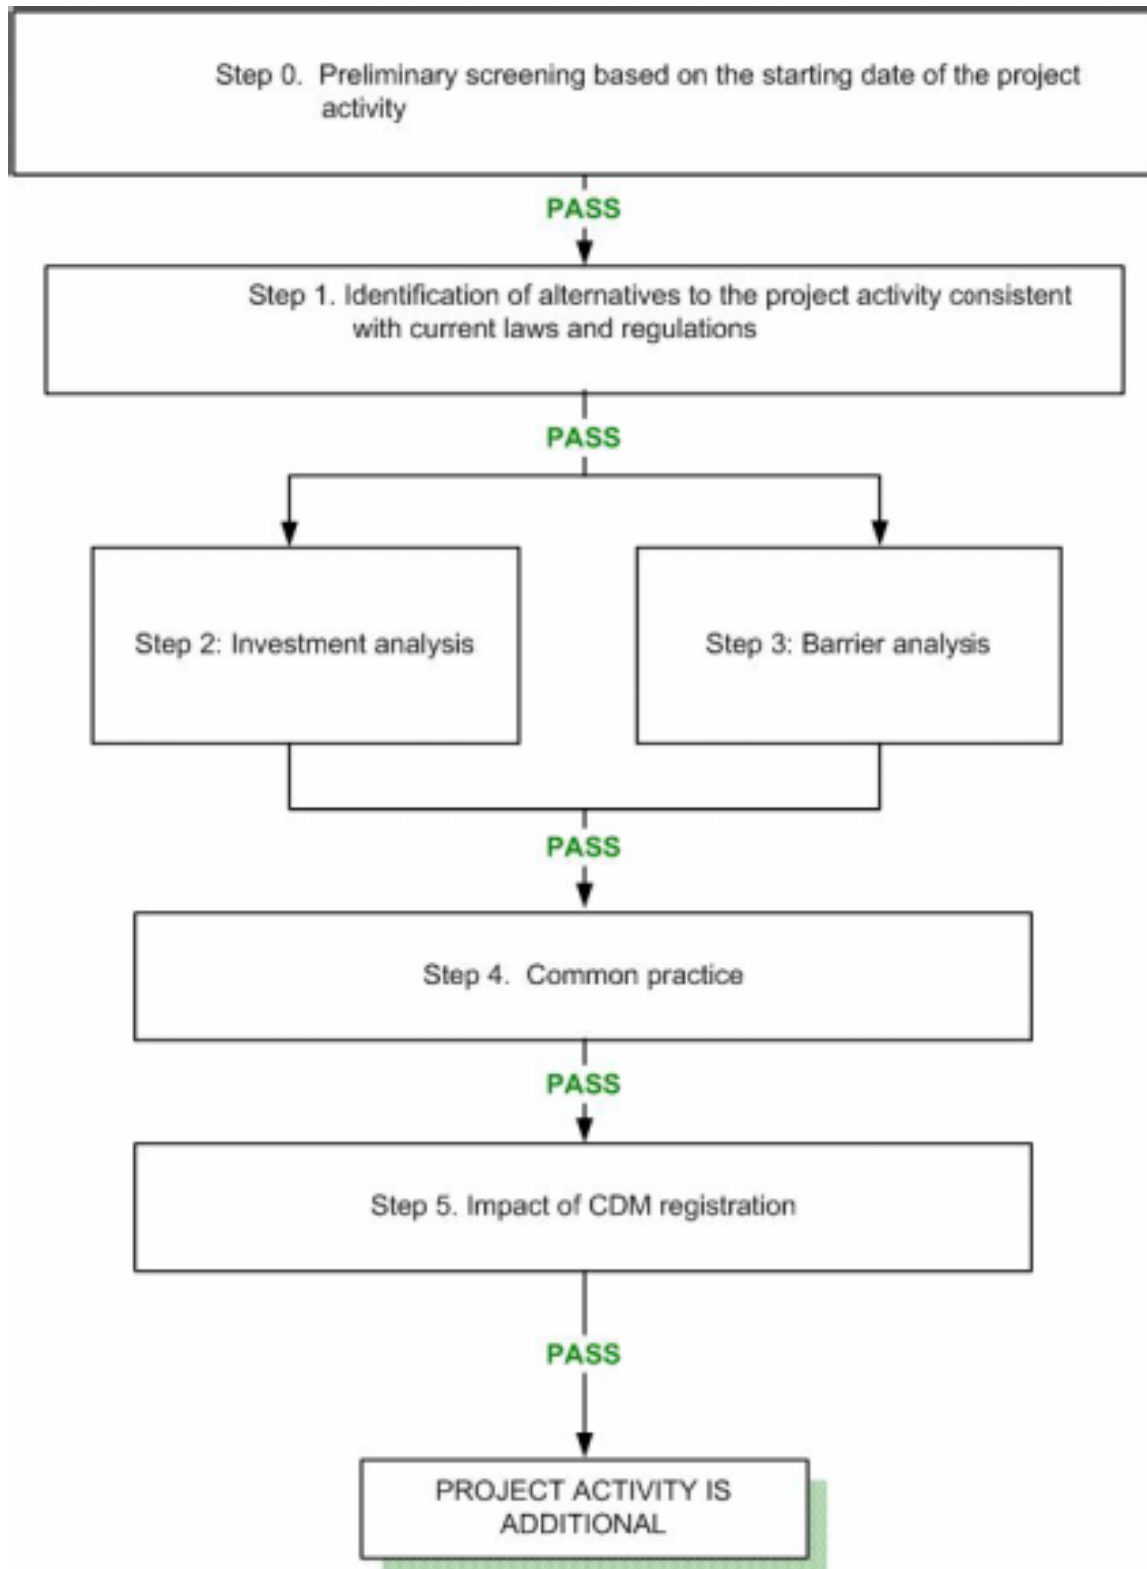 Step 0.  Preliminary screening based on the starting date of the project
activity
PASS
Step 1. Identification of alternatives to the project activity consistent
with current laws and regulations
PASS
Step 2: Investment analysis
Step 3: Barrier analysis
PASS
Step 4.  Common practice
PASS
Step 5. Impact of CDM registration
PASS
PROJECT ACTIVITY IS
ADDITIONAL